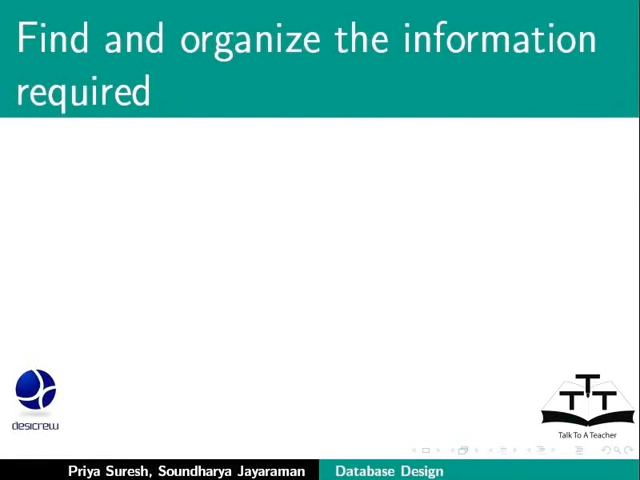 Find and organize the information
required
desicrew
T T T
Talk To A Teacher
Priya Suresh, Soundharya Jayaraman
Database Design